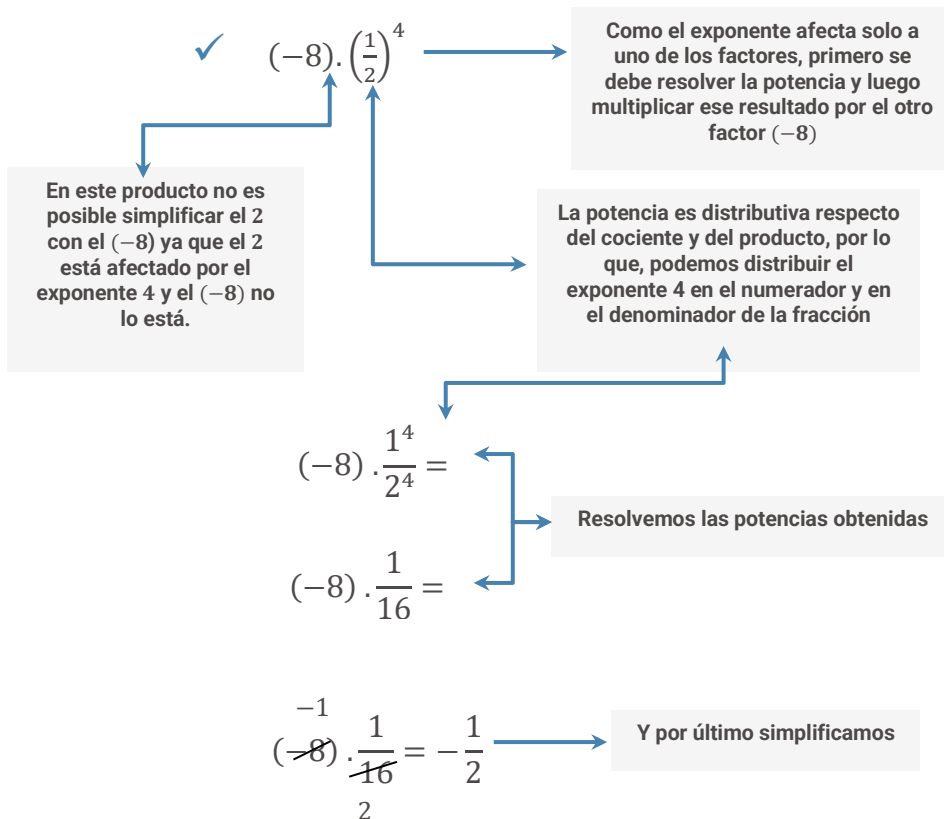 ✓ (−8). (1/2)^4
Como el exponente afecta solo a
uno de los factores, primero se
debe resolver la potencia y luego
multiplicar ese resultado por el otro
factor (−8)
En este producto no es
posible simplificar el 2
con el (−8) ya que el 2
está afectado por el
exponente 4 y el (−8) no
lo está.
La potencia es distributiva respecto
del cociente y del producto, por lo
que, podemos distribuir el
exponente 4 en el numerador y en
el denominador de la fracción
(−8) . 1^4/2^4 =
Resolvemos las potencias obtenidas
(−8) . 1/16 =
−1
(−8) . 1/16 = − 1/2
2
Y por último simplificamos